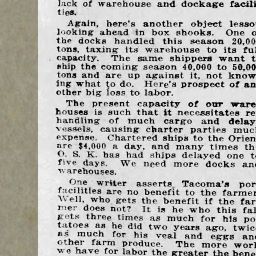 lack of warehouse and dockage facili
ties.
Again, here's another object lesso
looking ahead in box shooks. One o
the docks handled this season 20,00
tons, taxing its warehouse to its ful
capacity. The same shippers want t
ship the coming season 40,000 to 50,00
tons and are up against it, not know
ing what to do. Here's prospect of an
other big loss to labor.
The present capacity of our ware
houses is such that it necessitates re
handling of much cargo and delay
vessels, causing charter parties muc
expense. Chartered ships to the Orien
are $4,000 a day, and many times th
O. S. K. has had ships delayed one t
five days. We need more docks an
warehouses.
One writer asserts Tacoma's por
facilities are no benefit to the farmer
Well, who gets the benefit if the far
mer does not? It is he who this fal
gets three times as much for his po
tatoes as he did two years ago, twic
as much for his veal and eggs an
other farm produce. The more work
we have for labor the greater the bene